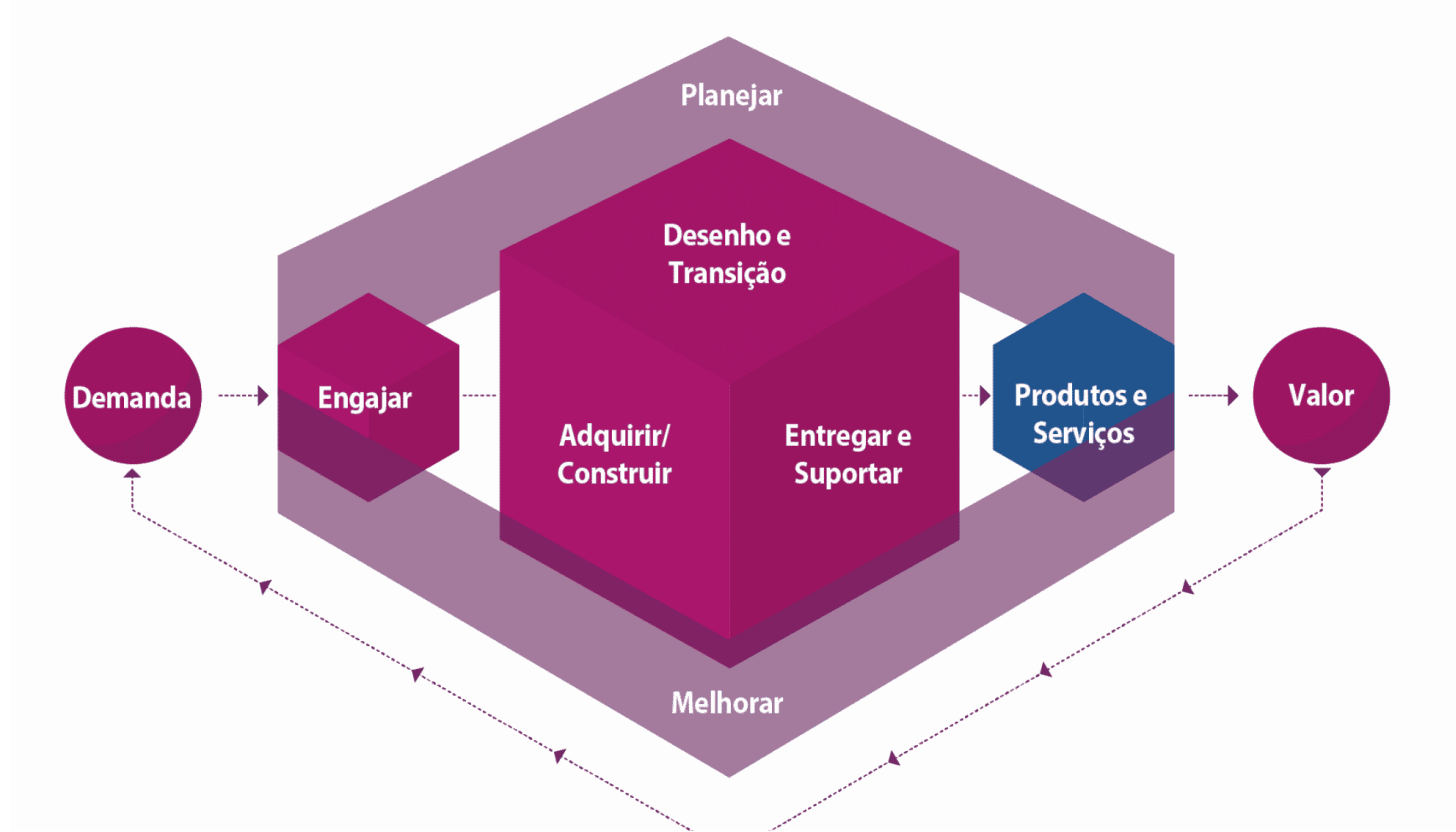 Planejar
Desenho e
Transição
Demanda
Engajar
Adquirir/
Construir
Entregar e
Suportar
Produtos e
Serviços
Valor
Melhorar